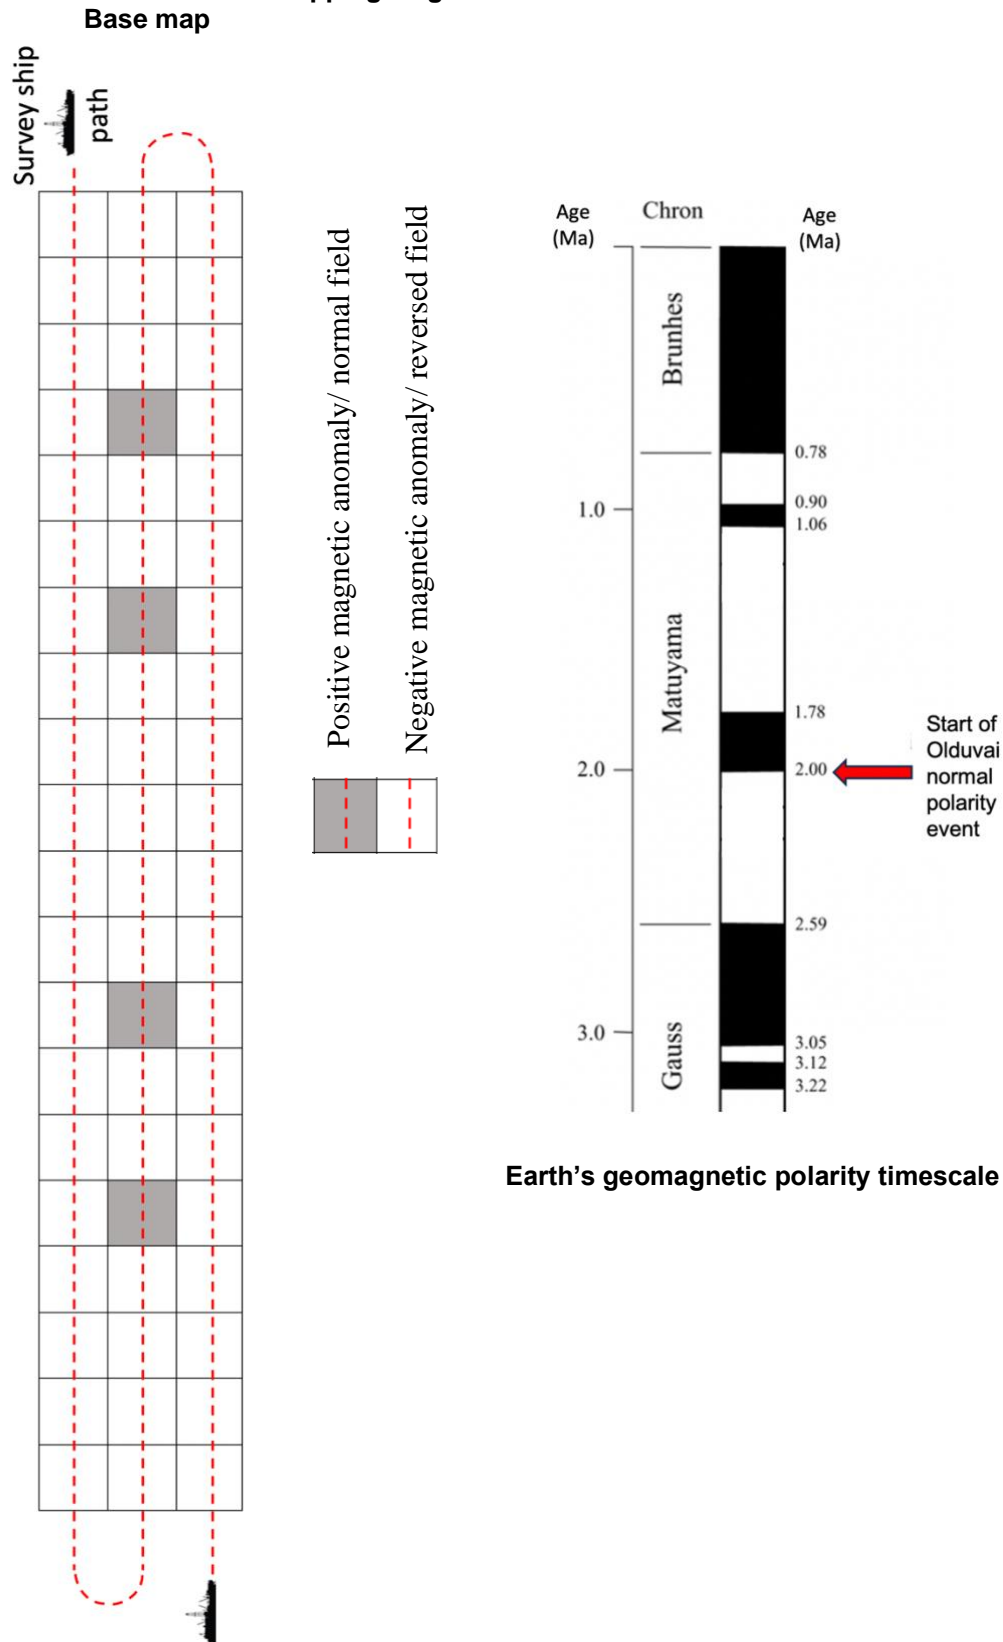 Base map
Survey ship
path
Positive magnetic anomaly/ normal field
Negative magnetic anomaly/ reversed field
Age
(Ma)
Chron
Age
(Ma)
Brunhes
0.78
0.90
1.0
1.06
Matuyama
1.78
2.0
2.00
Start of
Olduvai
normal
polarity
event
2.59
Gauss
3.0
3.05
3.12
3.22
Earth's geomagnetic polarity timescale